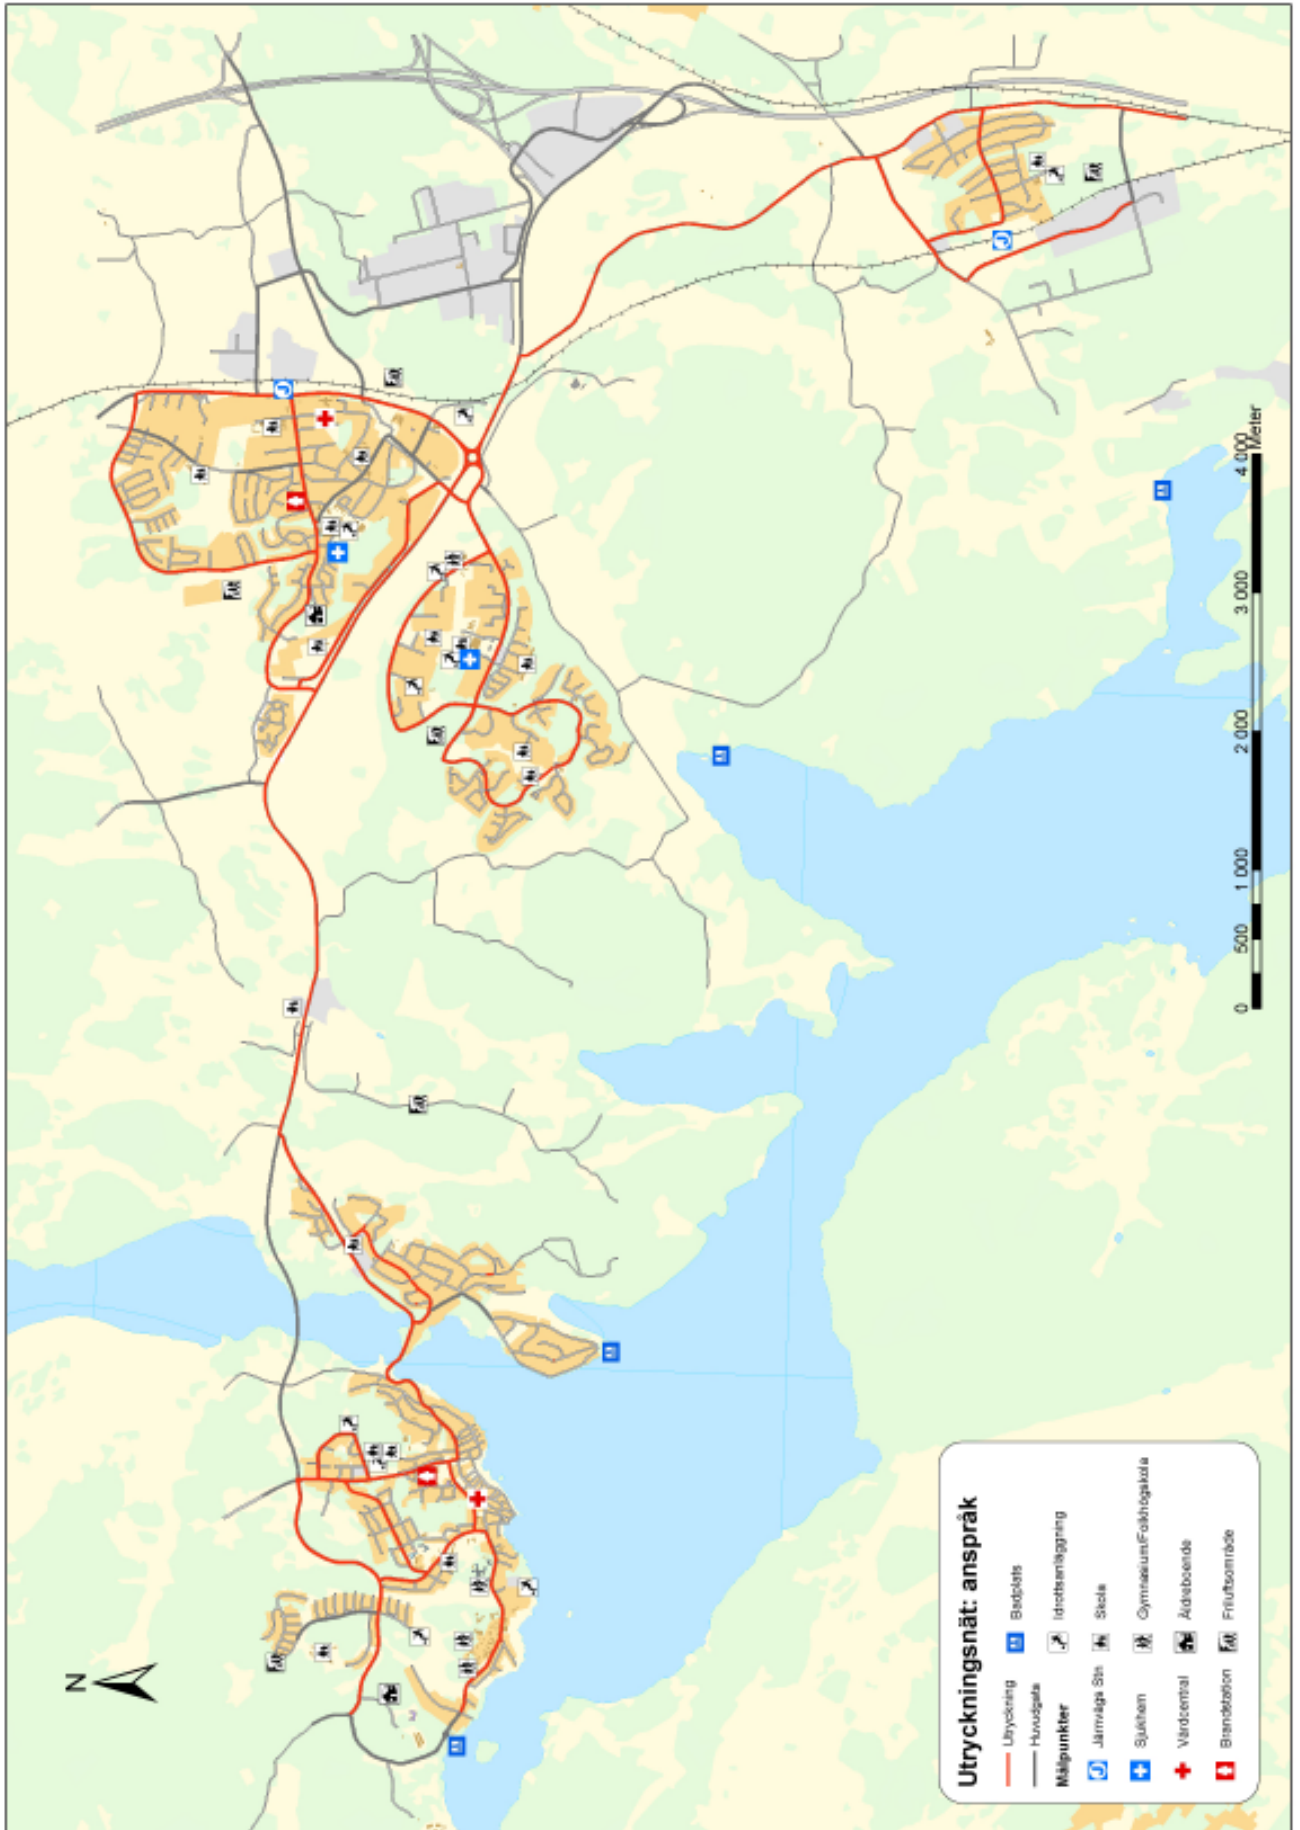 N
Utryckningsnät: anspråk
Utryckning
Huvudgata
Målpunkter
Järnvägs Stn
Sjukhem
Vårdcentral
Brandstation
Badplats
Idrottsanläggning
Skola
Gymnasium/Folkhögskola
Äldreboende
Friluftsområde
0 500 1 000 2 000 3 000 4 000
Meter